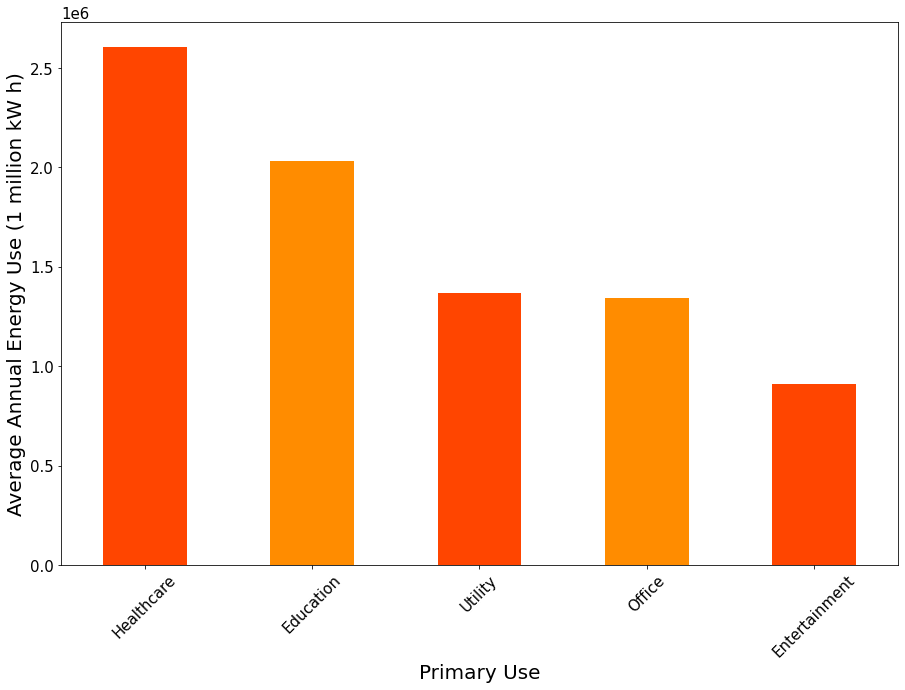 1e6
2.5
2.0
1.5
1.0
0.5
0.0
Average Annual Energy Use (1 million kW h)
Healthcare
Education
Utility
Office
Entertainment
Primary Use